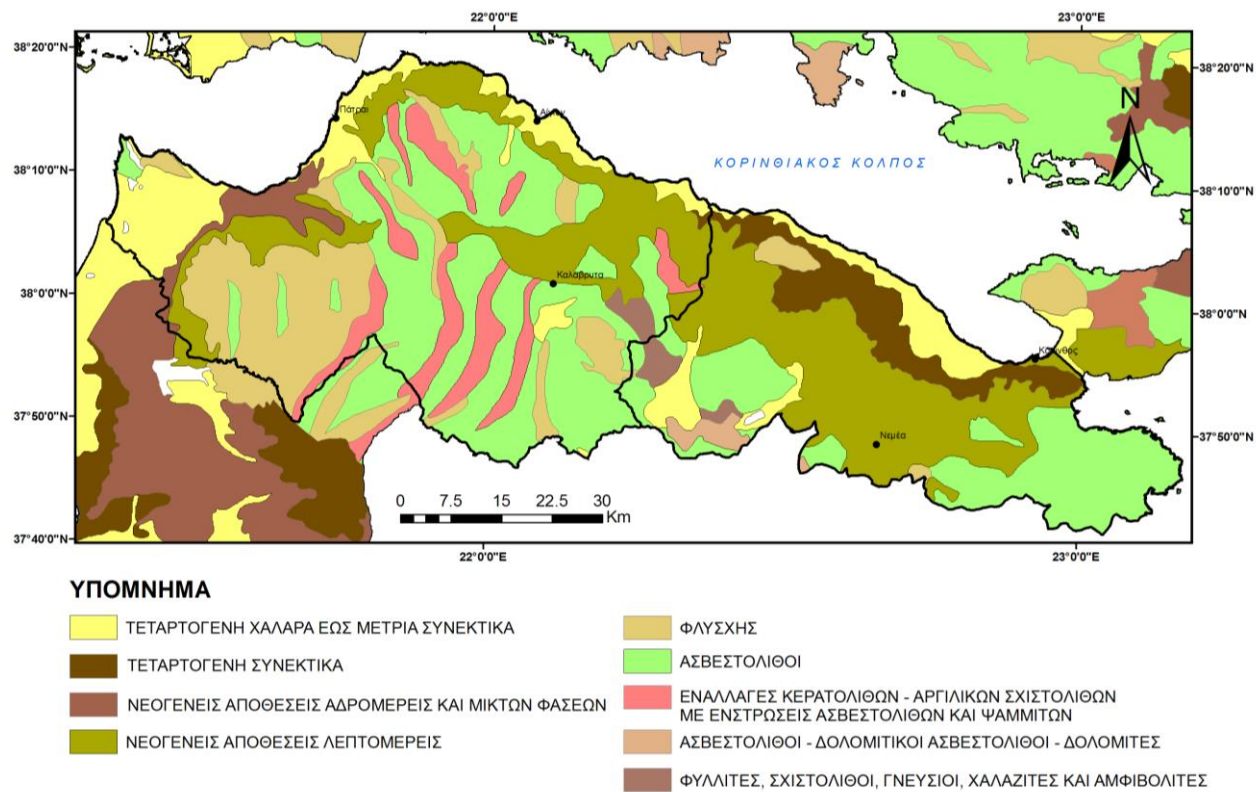 22°0'0"E 23°0'0"E
38°20'0"N 38°20'0"N
Πάτραι
Αίγιον
N
ΚΟΡΙΝΘΙΑΚΟΣ ΚΟΛΠΟΣ
38°10'0"N 38°10'0"N
Καλάβρυτα
38°0'0"N 38°0'0"N
Κόρινθος
37°50'0"N 37°50'0"N
Νεμέα
0 7.5 15 22.5 30
Km
37°40'0"N
22°0'0"E 23°0'0"E
ΥΠΟΜΝΗΜΑ
ΤΕΤΑΡΤΟΓΕΝΗ ΧΑΛΑΡΑ ΕΩΣ ΜΕΤΡΙΑ ΣΥΝΕΚΤΙΚΑ
ΤΕΤΑΡΤΟΓΕΝΗ ΣΥΝΕΚΤΙΚΑ
ΝΕΟΓΕΝΕΙΣ ΑΠΟΘΕΣΕΙΣ ΑΔΡΟΜΕΡΕΙΣ ΚΑΙ ΜΙΚΤΩΝ ΦΑΣΕΩΝ
ΝΕΟΓΕΝΕΙΣ ΑΠΟΘΕΣΕΙΣ ΛΕΠΤΟΜΕΡΕΙΣ
ΦΛΥΣΧΗΣ
ΑΣΒΕΣΤΟΛΙΘΟΙ
ΕΝΑΛΛΑΓΕΣ ΚΕΡΑΤΟΛΙΘΩΝ - ΑΡΓΙΛΙΚΩΝ ΣΧΙΣΤΟΛΙΘΩΝ
ΜΕ ΕΝΣΤΡΩΣΕΙΣ ΑΣΒΕΣΤΟΛΙΘΩΝ ΚΑΙ ΨΑΜΜΙΤΩΝ
ΑΣΒΕΣΤΟΛΙΘΟΙ - ΔΟΛΟΜΙΤΙΚΟΙ ΑΣΒΕΣΤΟΛΙΘΟΙ - ΔΟΛΟΜΙΤΕΣ
ΦΥΛΛΙΤΕΣ, ΣΧΙΣΤΟΛΙΘΟΙ, ΓΝΕΥΣΙΟΙ, ΧΑΛΑΖΙΤΕΣ ΚΑΙ ΑΜΦΙΒΟΛΙΤΕΣ